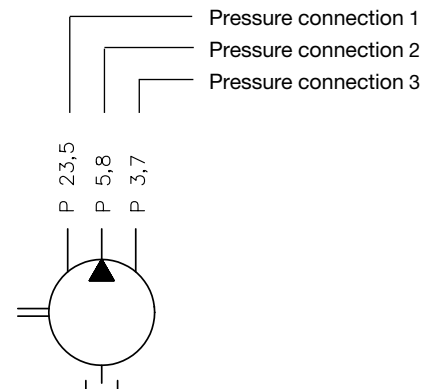 Pressure connection 1
Pressure connection 2
Pressure connection 3
P 23,5
P 5,8
P 3,7